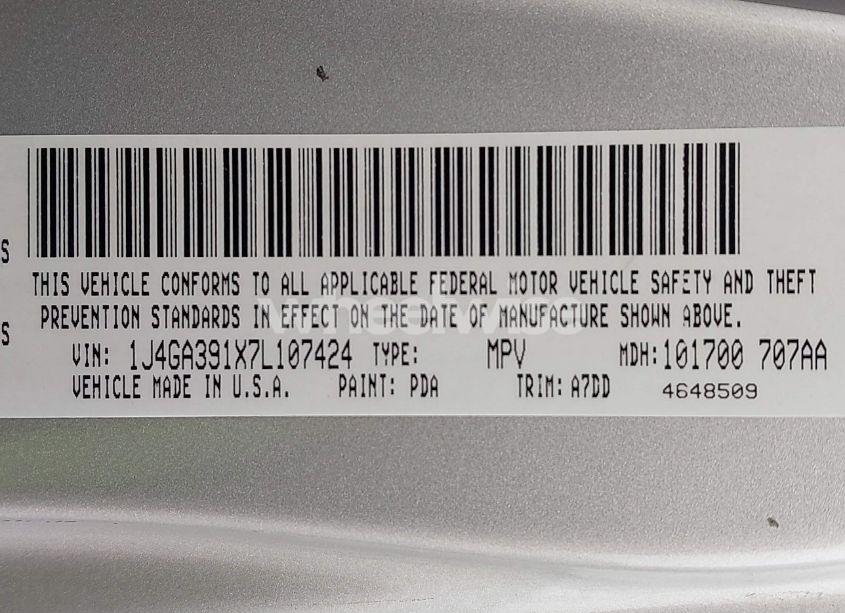 S
THIS VEHICLE CONFORMS TO ALL APPLICABLE FEDERAL MOTOR VEHICLE SAFETY AND THEFT
PREVENTION STANDARDS IN EFFECT ON THE DATE OF MANUFACTURE SHOWN ABOVE.
S
VIN: 1J4GA391X7L107424 TYPE: MPV MDH: 101700 707AA
VEHICLE MADE IN U.S.A. PAINT: PDA TRIM: A7DD 4648509